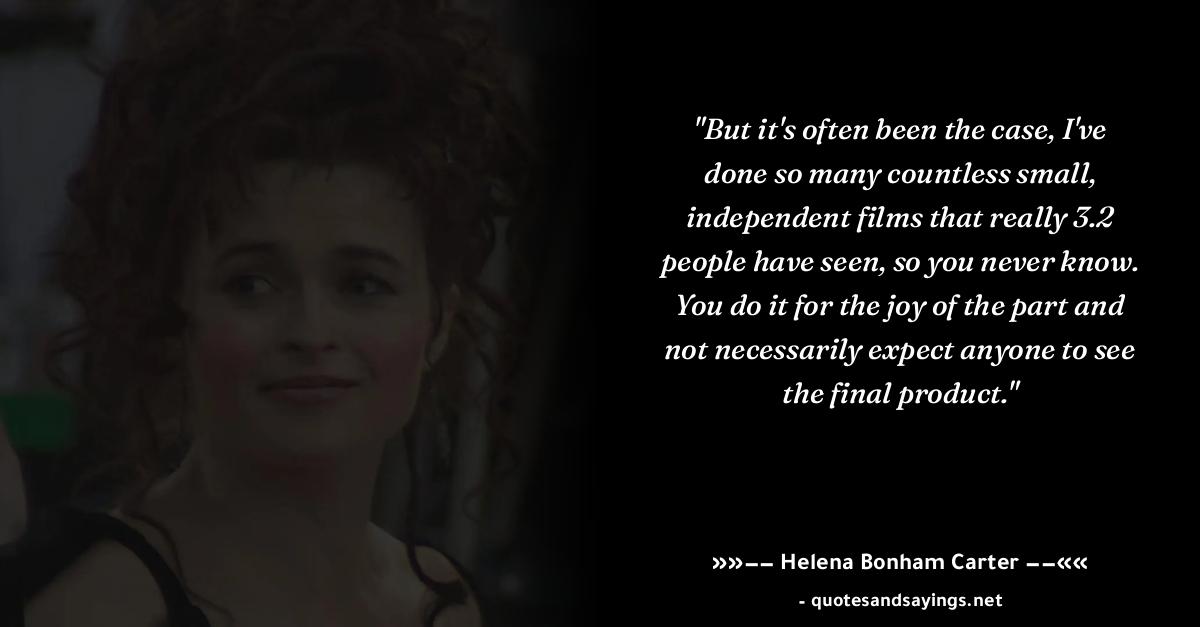 "But it's often been the case, I've
done so many countless small,
independent films that really 3.2
people have seen, so you never know.
You do it for the joy of the part and
not necessarily expect anyone to see
the final product."
»»−− Helena Bonham Carter −−««
- quotesandsayings.net